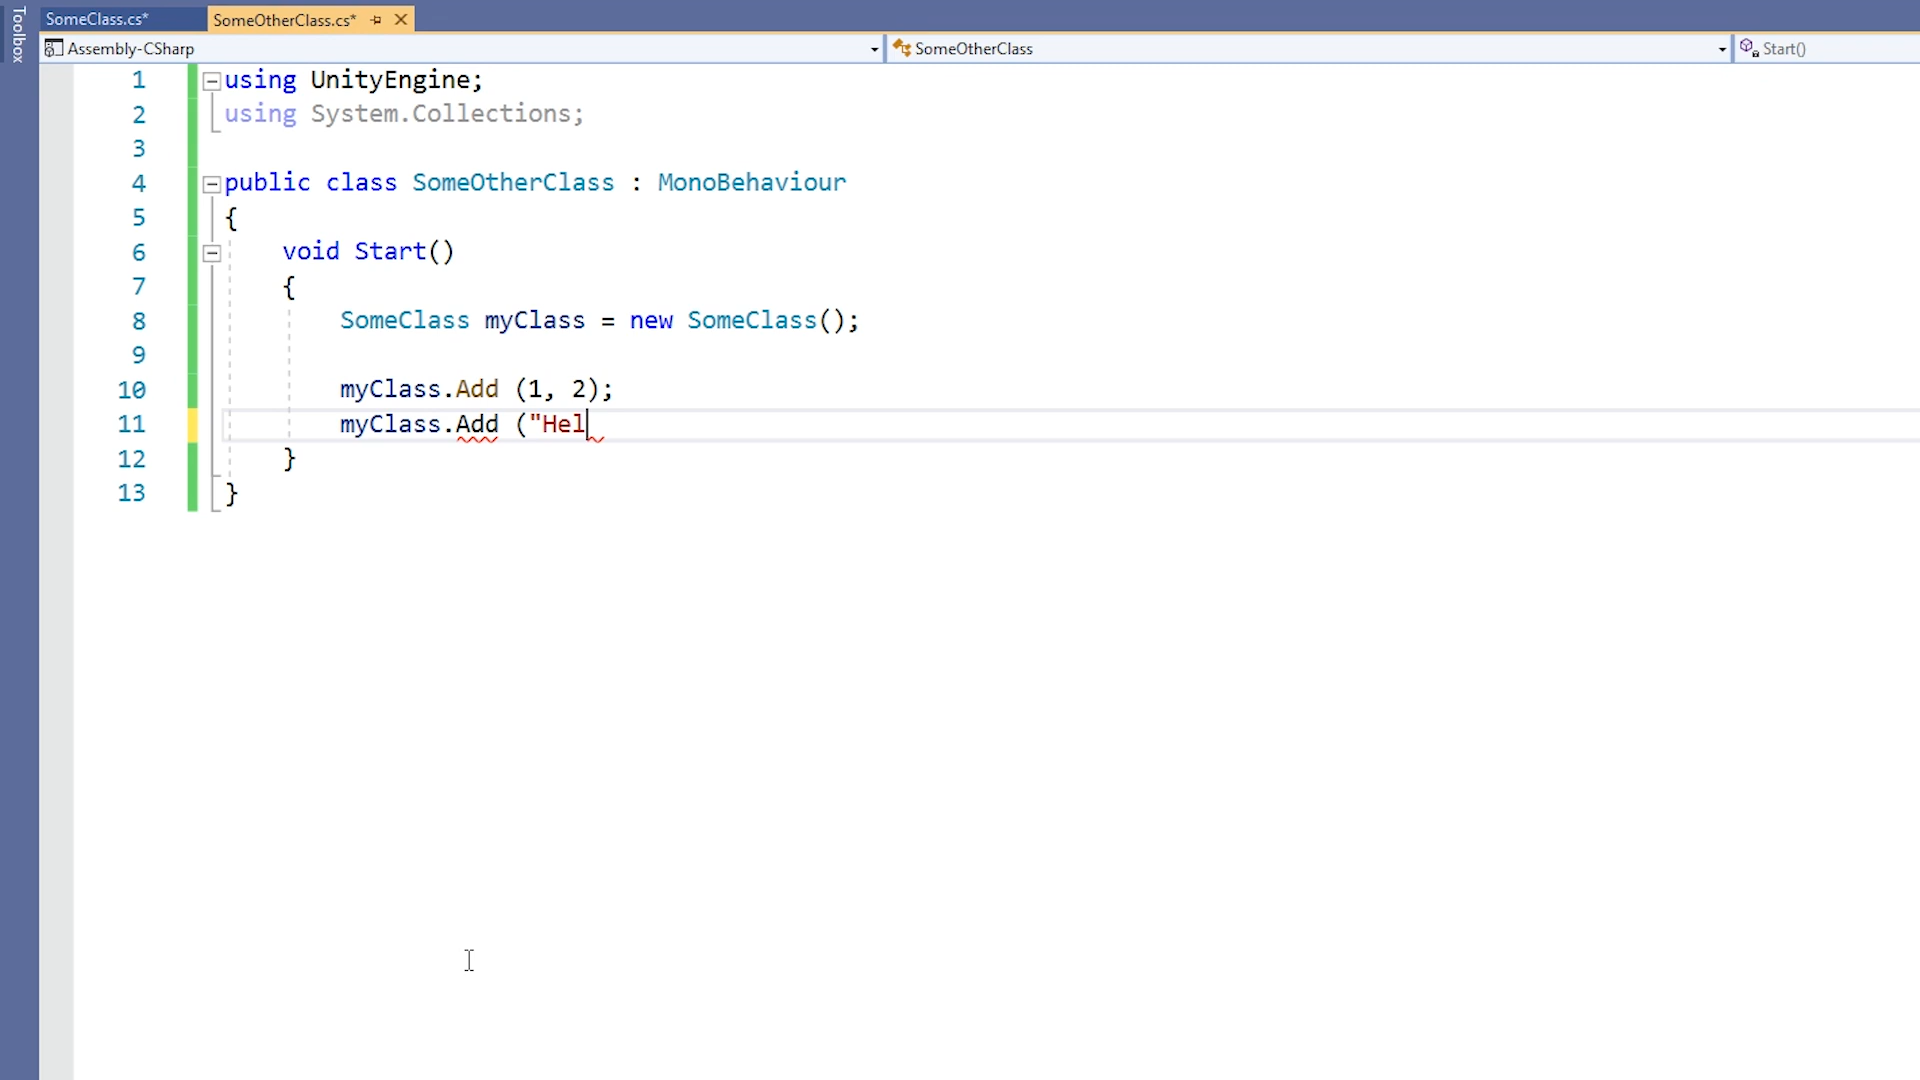 Toolbox
SomeClass.cs* SomeOtherClass.cs*
Assembly-CSharp SomeOtherClass Start()
1 using UnityEngine;
2 using System.Collections;
3
4 public class SomeOtherClass : MonoBehaviour
5 {
6 void Start()
7 {
8 SomeClass myClass = new SomeClass();
9
10 myClass.Add (1, 2);
11 myClass.Add ("Hel
12 }
13 }